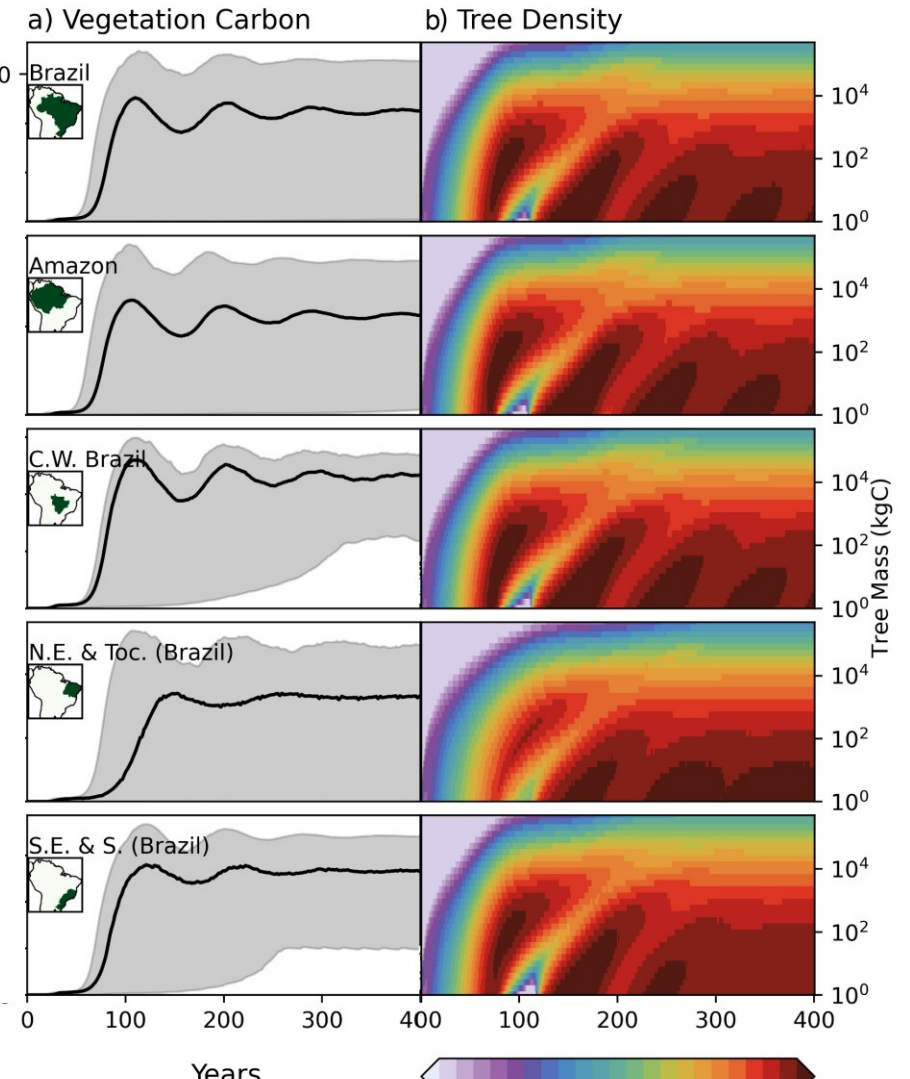 a) Vegetation Carbon
b) Tree Density
0
Brazil
10⁴
10²
10⁰
Amazon
10⁴
10²
10⁰
C.W. Brazil
10⁴
10²
10⁰
Tree Mass (kgC)
N.E. & Toc. (Brazil)
10⁴
10²
10⁰
S.E. & S. (Brazil)
10⁴
10²
10⁰
0 100 200 300 400 100 200 300 400
Years